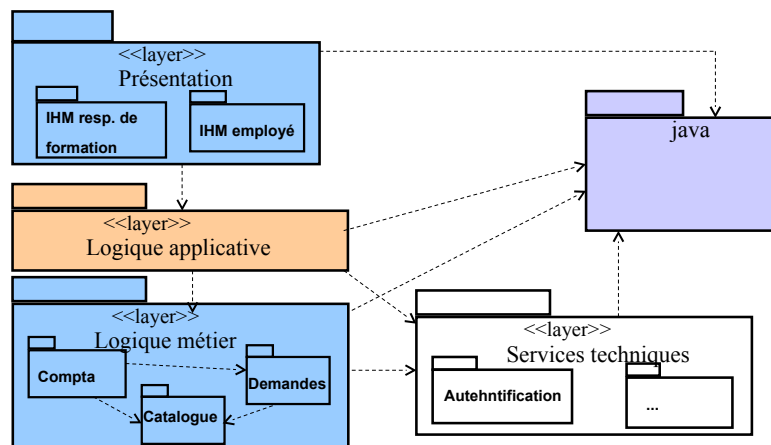 <<layer>>
Présentation
IHM resp. de
formation
IHM employé
java
<<layer>>
Logique applicative
<<layer>>
Logique métier
Compta
Demandes
Catalogue
<<layer>>
Services techniques
Autehntification
...